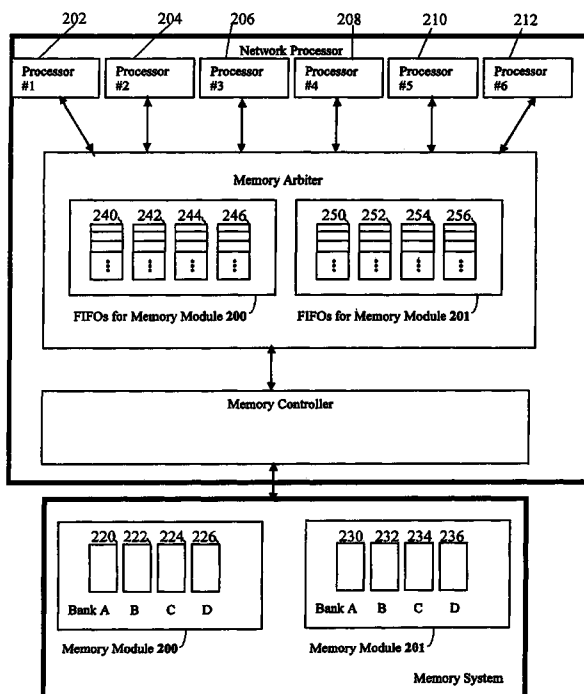 202 204 206 208 210 212
Network Processor
Processor #1
Processor #2
Processor #3
Processor #4
Processor #5
Processor #6
Memory Arbiter
240 242 244 246
250 252 254 256
FIFOs for Memory Module 200
FIFOs for Memory Module 201
Memory Controller
220 222 224 226
230 232 234 236
Bank A B C D
Bank A B C D
Memory Module 200
Memory Module 201
Memory System